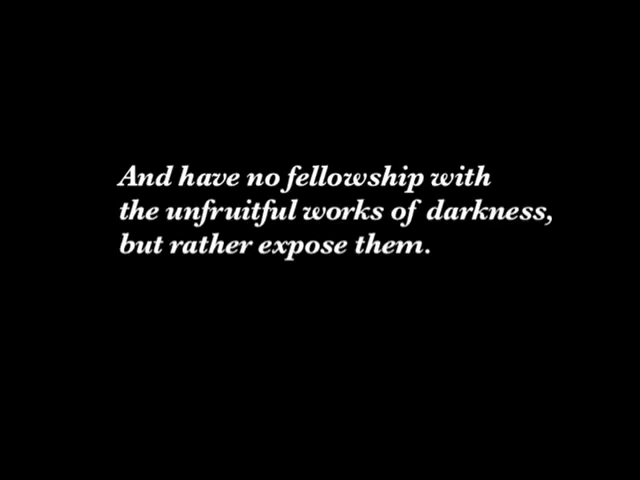 And have no fellowship with
the unfruitful works of darkness,
but rather expose them.